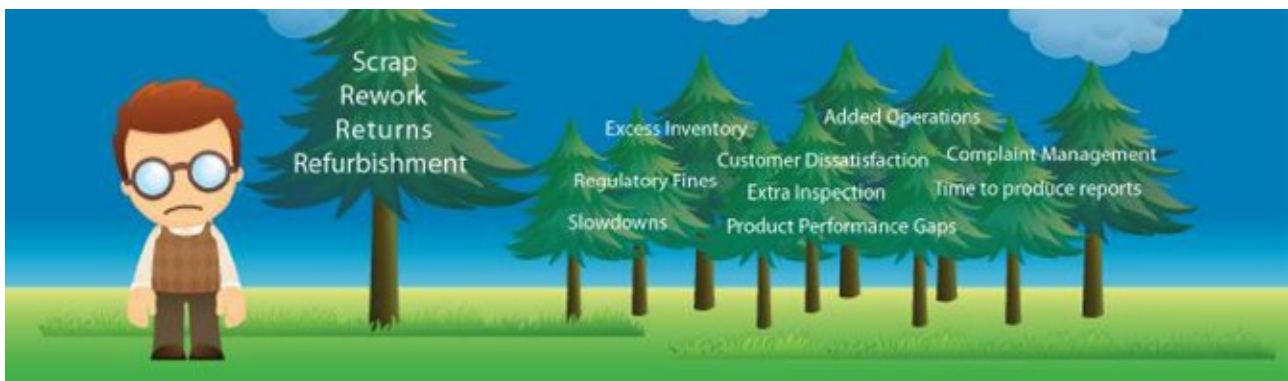 Scrap
Rework
Returns
Refurbishment
Excess Inventory
Regulatory Fines
Slowdowns
Added Operations
Customer Dissatisfaction
Extra Inspection
Product Performance Gaps
Complaint Management
Time to produce reports